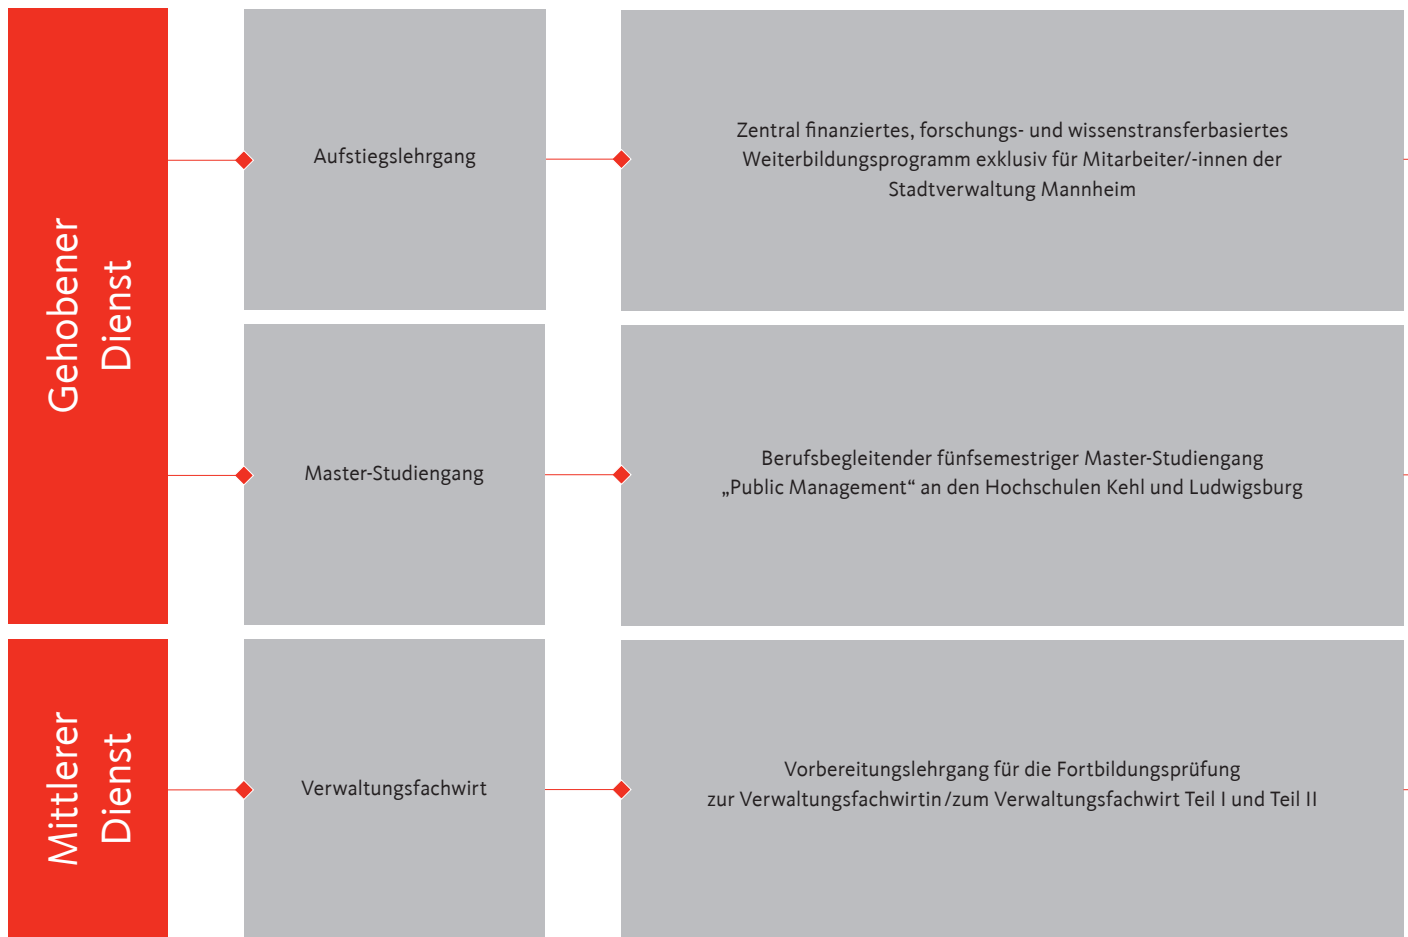 Gehobener
Dienst
Aufstiegslehrgang
Zentral finanziertes, forschungs- und wissenstransferbasiertes
Weiterbildungsprogramm exklusiv für Mitarbeiter/-innen der
Stadtverwaltung Mannheim
Master-Studiengang
Berufsbegleitender fünfsemestriger Master-Studiengang
„Public Management“ an den Hochschulen Kehl und Ludwigsburg
Mittlerer
Dienst
Verwaltungsfachwirt
Vorbereitungslehrgang für die Fortbildungsprüfung
zur Verwaltungsfachwirtin/zum Verwaltungsfachwirt Teil I und Teil II